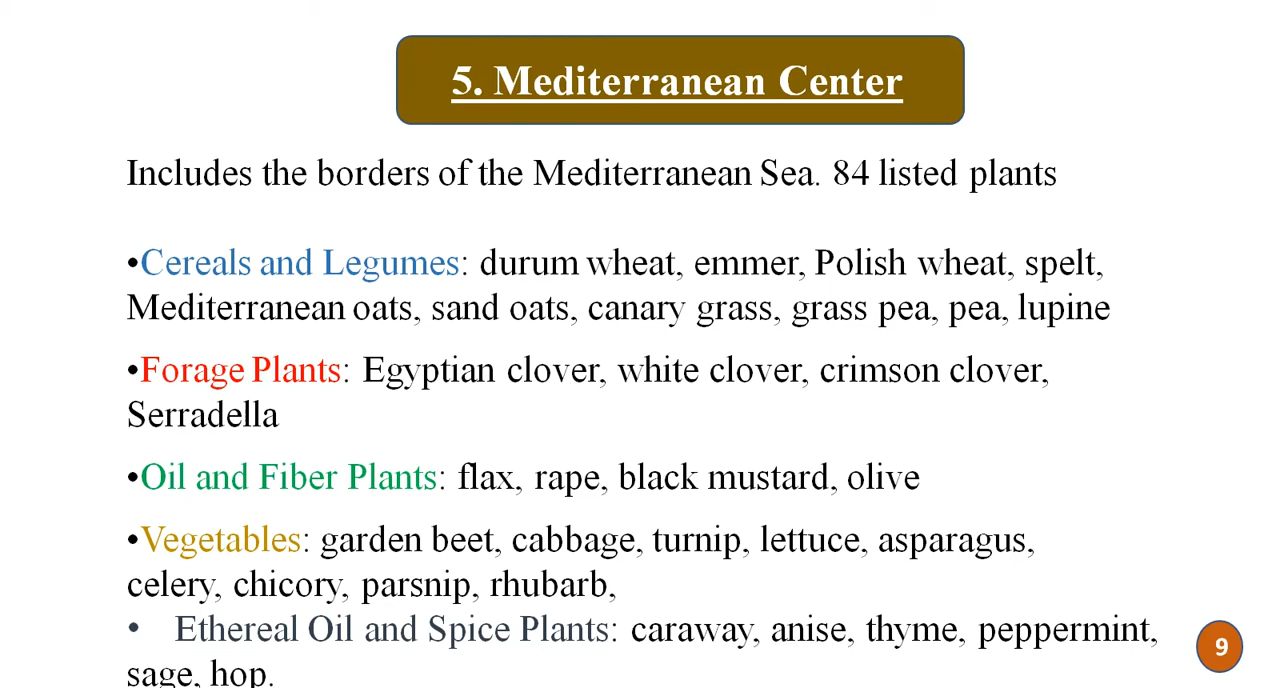 5. Mediterranean Center
Includes the borders of the Mediterranean Sea. 84 listed plants
•Cereals and Legumes: durum wheat, emmer, Polish wheat, spelt,
Mediterranean oats, sand oats, canary grass, grass pea, pea, lupine
•Forage Plants: Egyptian clover, white clover, crimson clover,
Serradella
•Oil and Fiber Plants: flax, rape, black mustard, olive
•Vegetables: garden beet, cabbage, turnip, lettuce, asparagus,
celery, chicory, parsnip, rhubarb,
• Ethereal Oil and Spice Plants: caraway, anise, thyme, peppermint,
sage, hop.
9